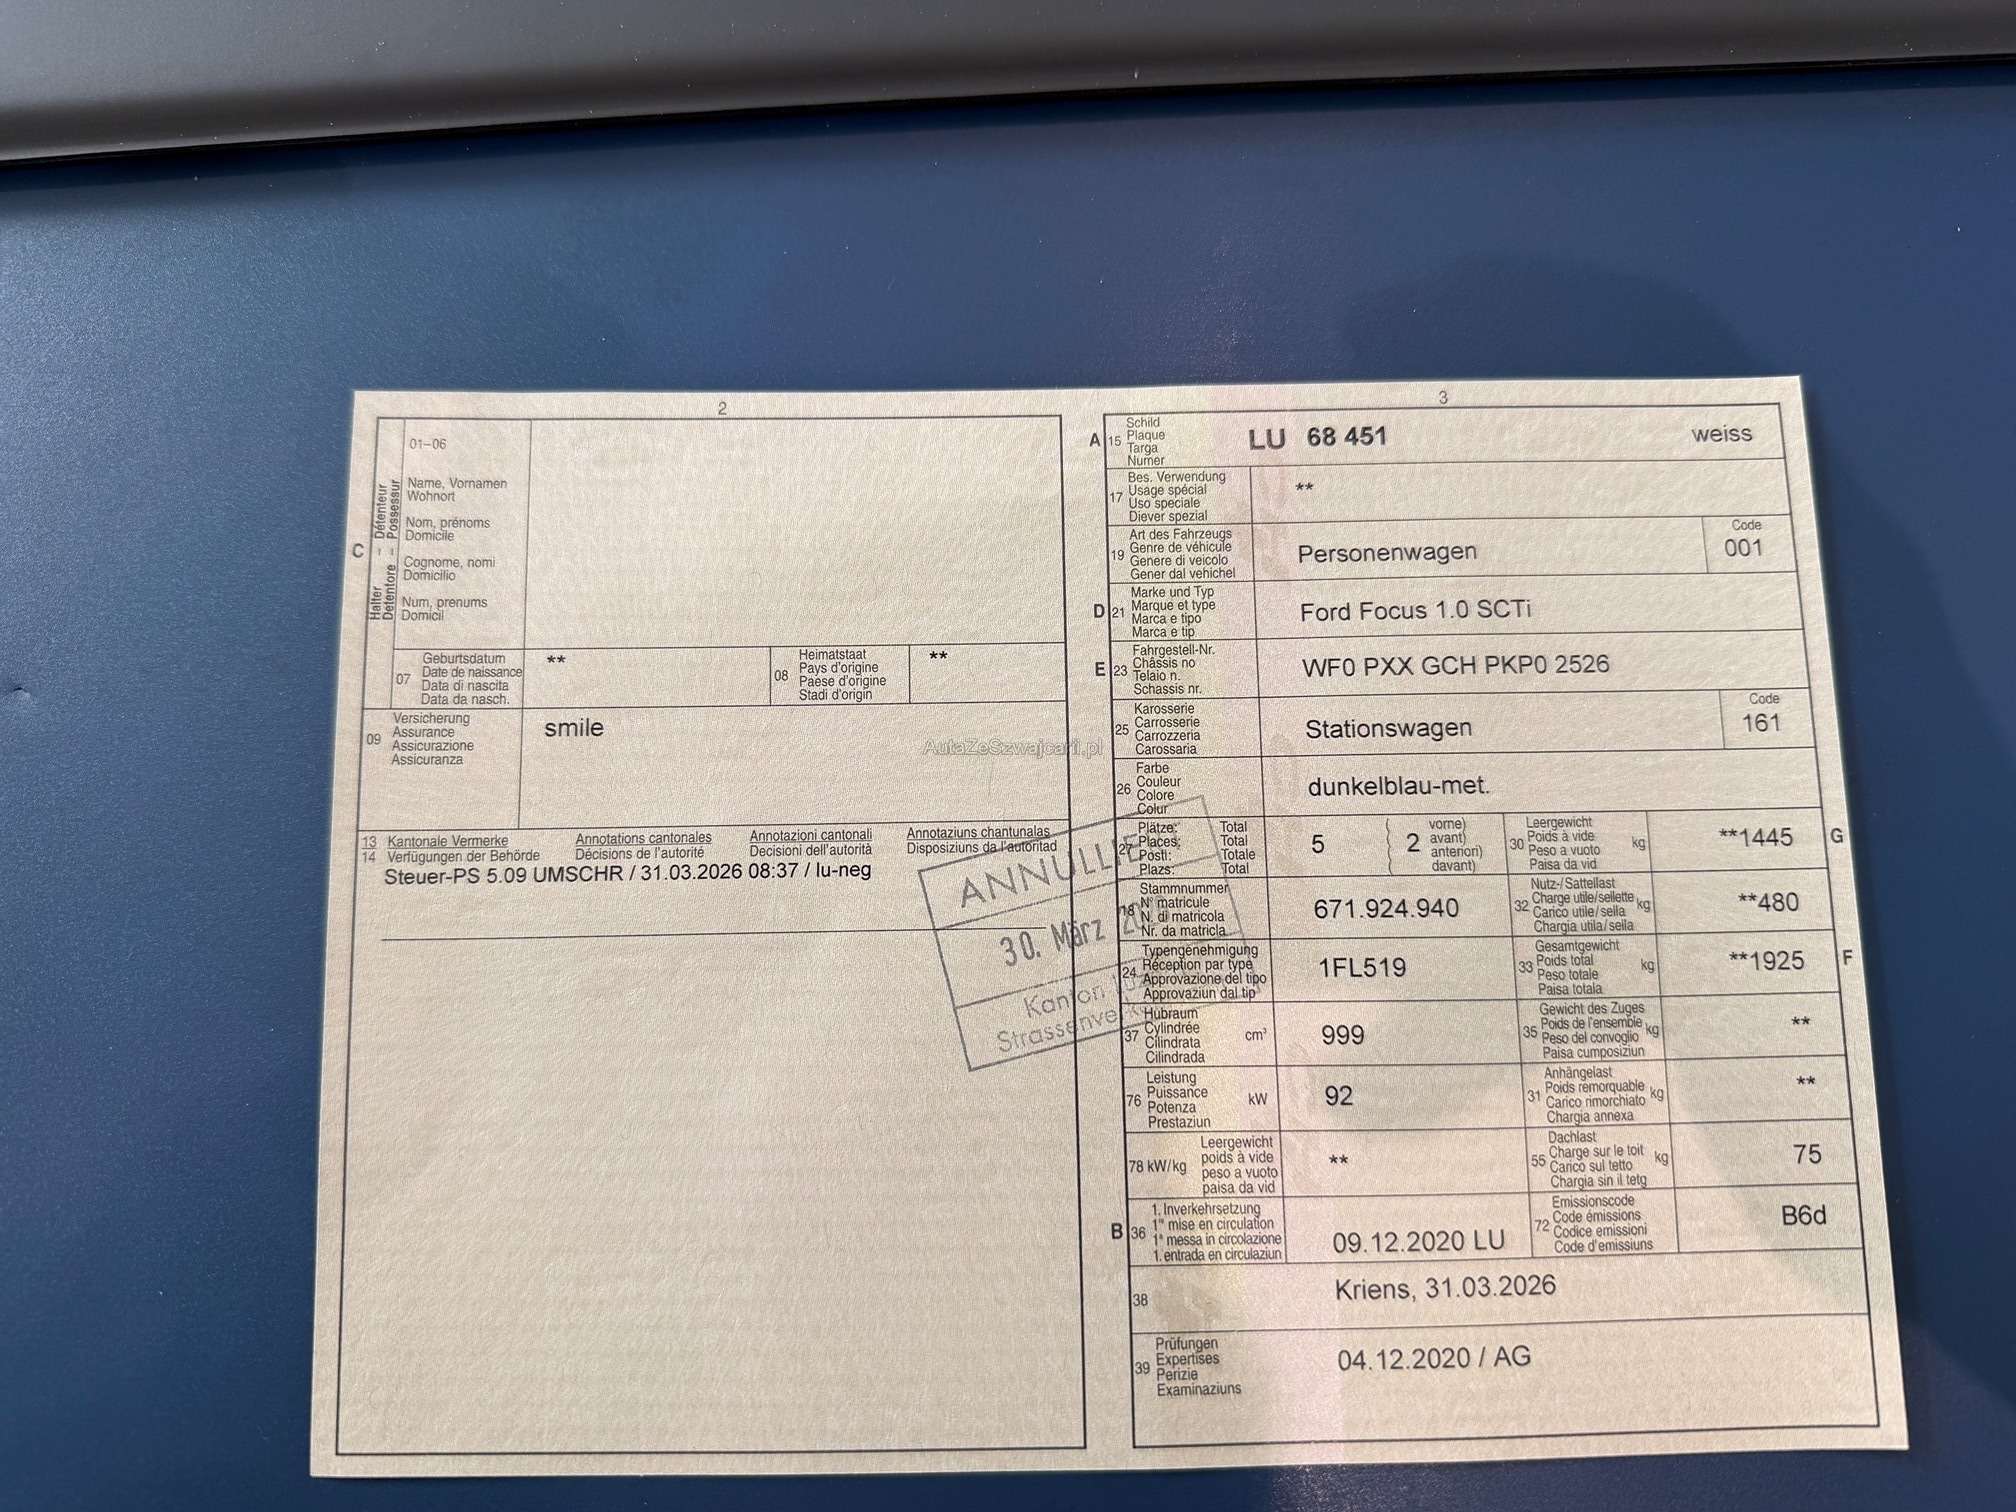 2
01–06
Halter – Détenteur
Detentore – Possessur
C
Name, Vornamen
Wohnort
Nom, prénoms
Domicile
Cognome, nomi
Domicilio
Num, prenums
Domicil
07
Geburtsdatum
Date de naissance
Data di nascita
Data da nasch.
**
08
Heimatstaat
Pays d'origine
Paese d'origine
Stadi d'origin
**
09
Versicherung
Assurance
Assicurazione
Assicuranza
smile
13 Kantonale Vermerke Annotations cantonales Annotazioni cantonali Annotaziuns chantunalas
14 Verfügungen der Behörde Décisions de l'autorité Decisioni dell'autorità Disposiziuns da l'autoritad
Steuer-PS 5.09 UMSCHR / 31.03.2026 08:37 / lu-neg
30. März
Kanton
AutaZeSzwajcarii.pl
3
A 15
Schild
Plaque
Targa
Numer
LU 68 451 weiss
17
Bes. Verwendung
Usage spécial
Uso speciale
Diever spezial
**
19
Art des Fahrzeugs
Genre de véhicule
Genere di veicolo
Gener dal vehichel
Personenwagen
Code
001
D 21
Marke und Typ
Marque et type
Marca e tipo
Marca e tip
Ford Focus 1.0 SCTi
E 23
Fahrgestell-Nr.
Châssis no
Telaio n.
Schassis nr.
WF0 PXX GCH PKP0 2526
25
Karosserie
Carrosserie
Carrozzeria
Carossaria
Stationswagen
Code
161
26
Farbe
Couleur
Colore
Colur
dunkelblau-met.
27
Plätze: Total
Places: Total
Posti: Totale
Plazs: Total
5
2
vorne)
avant)
anteriori)
davant)
30
Leergewicht
Poids à vide
Peso a vuoto
Paisa da vid
kg
**1445
G
18
Stammnummer
N° matricule
N. di matricola
Nr. da matricla
671.924.940
32
Nutz-/Sattellast
Charge utile/sellette
Carico utile/sella
Chargia utila/sella
kg
**480
24
Typengenehmigung
Réception par type
Approvazione del tipo
Approvaziun dal tip
1FL519
33
Gesamtgewicht
Poids total
Peso totale
Paisa totala
kg
**1925
F
37
Hubraum
Cylindrée
Cilindrata
Cilindrada
cm³
999
35
Gewicht des Zuges
Poids de l'ensemble
Peso del convoglio
Paisa cumposiziun
kg
**
76
Leistung
Puissance
Potenza
Prestaziun
kW
92
31
Anhängelast
Poids remorquable
Carico rimorchiato
Chargia annexa
kg
**
78 kW/kg
Leergewicht
poids à vide
peso a vuoto
paisa da vid
**
55
Dachlast
Charge sur le toit
Carico sul tetto
Chargia sin il tetg
kg
75
B 36
1. Inverkehrsetzung
1re mise en circulation
1a messa in circolazione
1. entrada en circulaziun
09.12.2020 LU
72
Emissionscode
Code émissions
Codice emissioni
Code d'emissiuns
B6d
38
Kriens, 31.03.2026
39
Prüfungen
Expertises
Perizie
Examinaziuns
04.12.2020 / AG